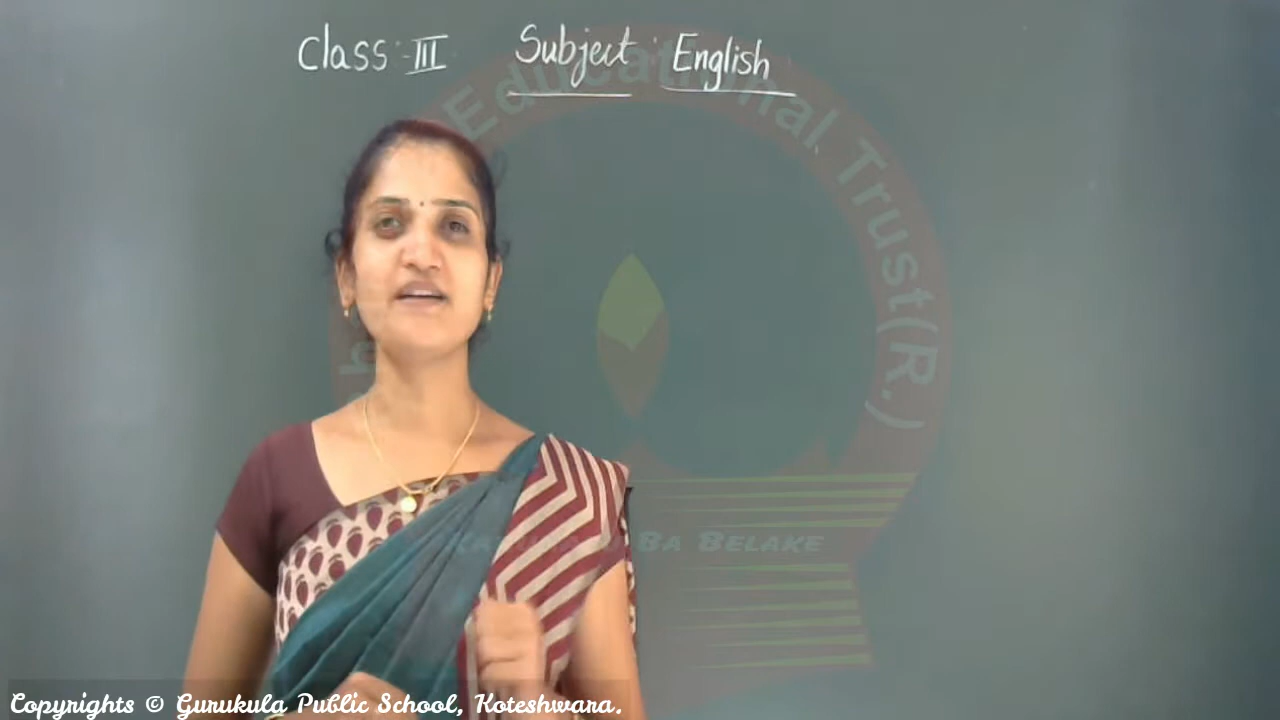 Class :- III Subject : English
Educational Trust(R.)
Ba Belake
Copyrights © Gurukula Public School, Koteshwara.